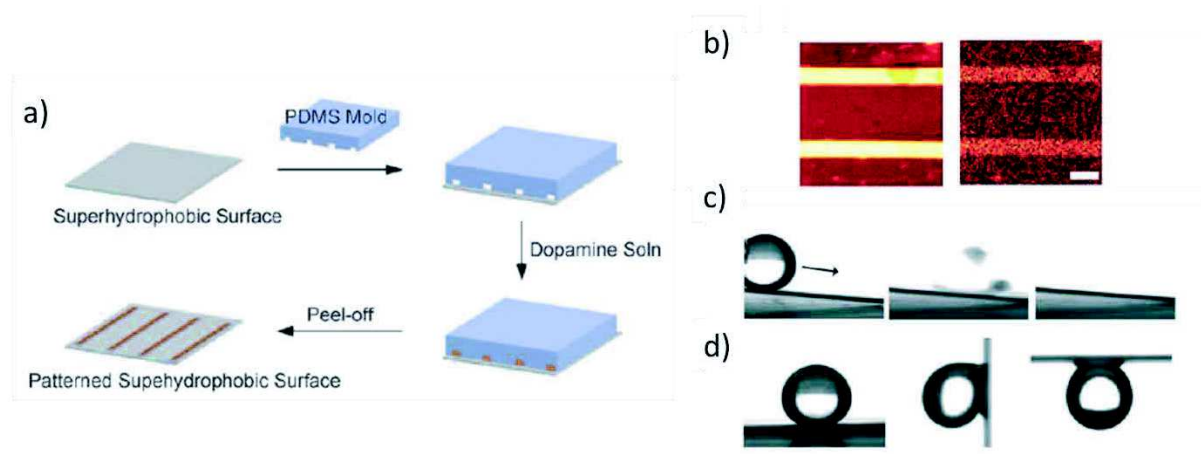 a)
PDMS Mold
Superhydrophobic Surface
Dopamine Soln
Peel-off
Patterned Supehydrophobic Surface
b)
c)
d)